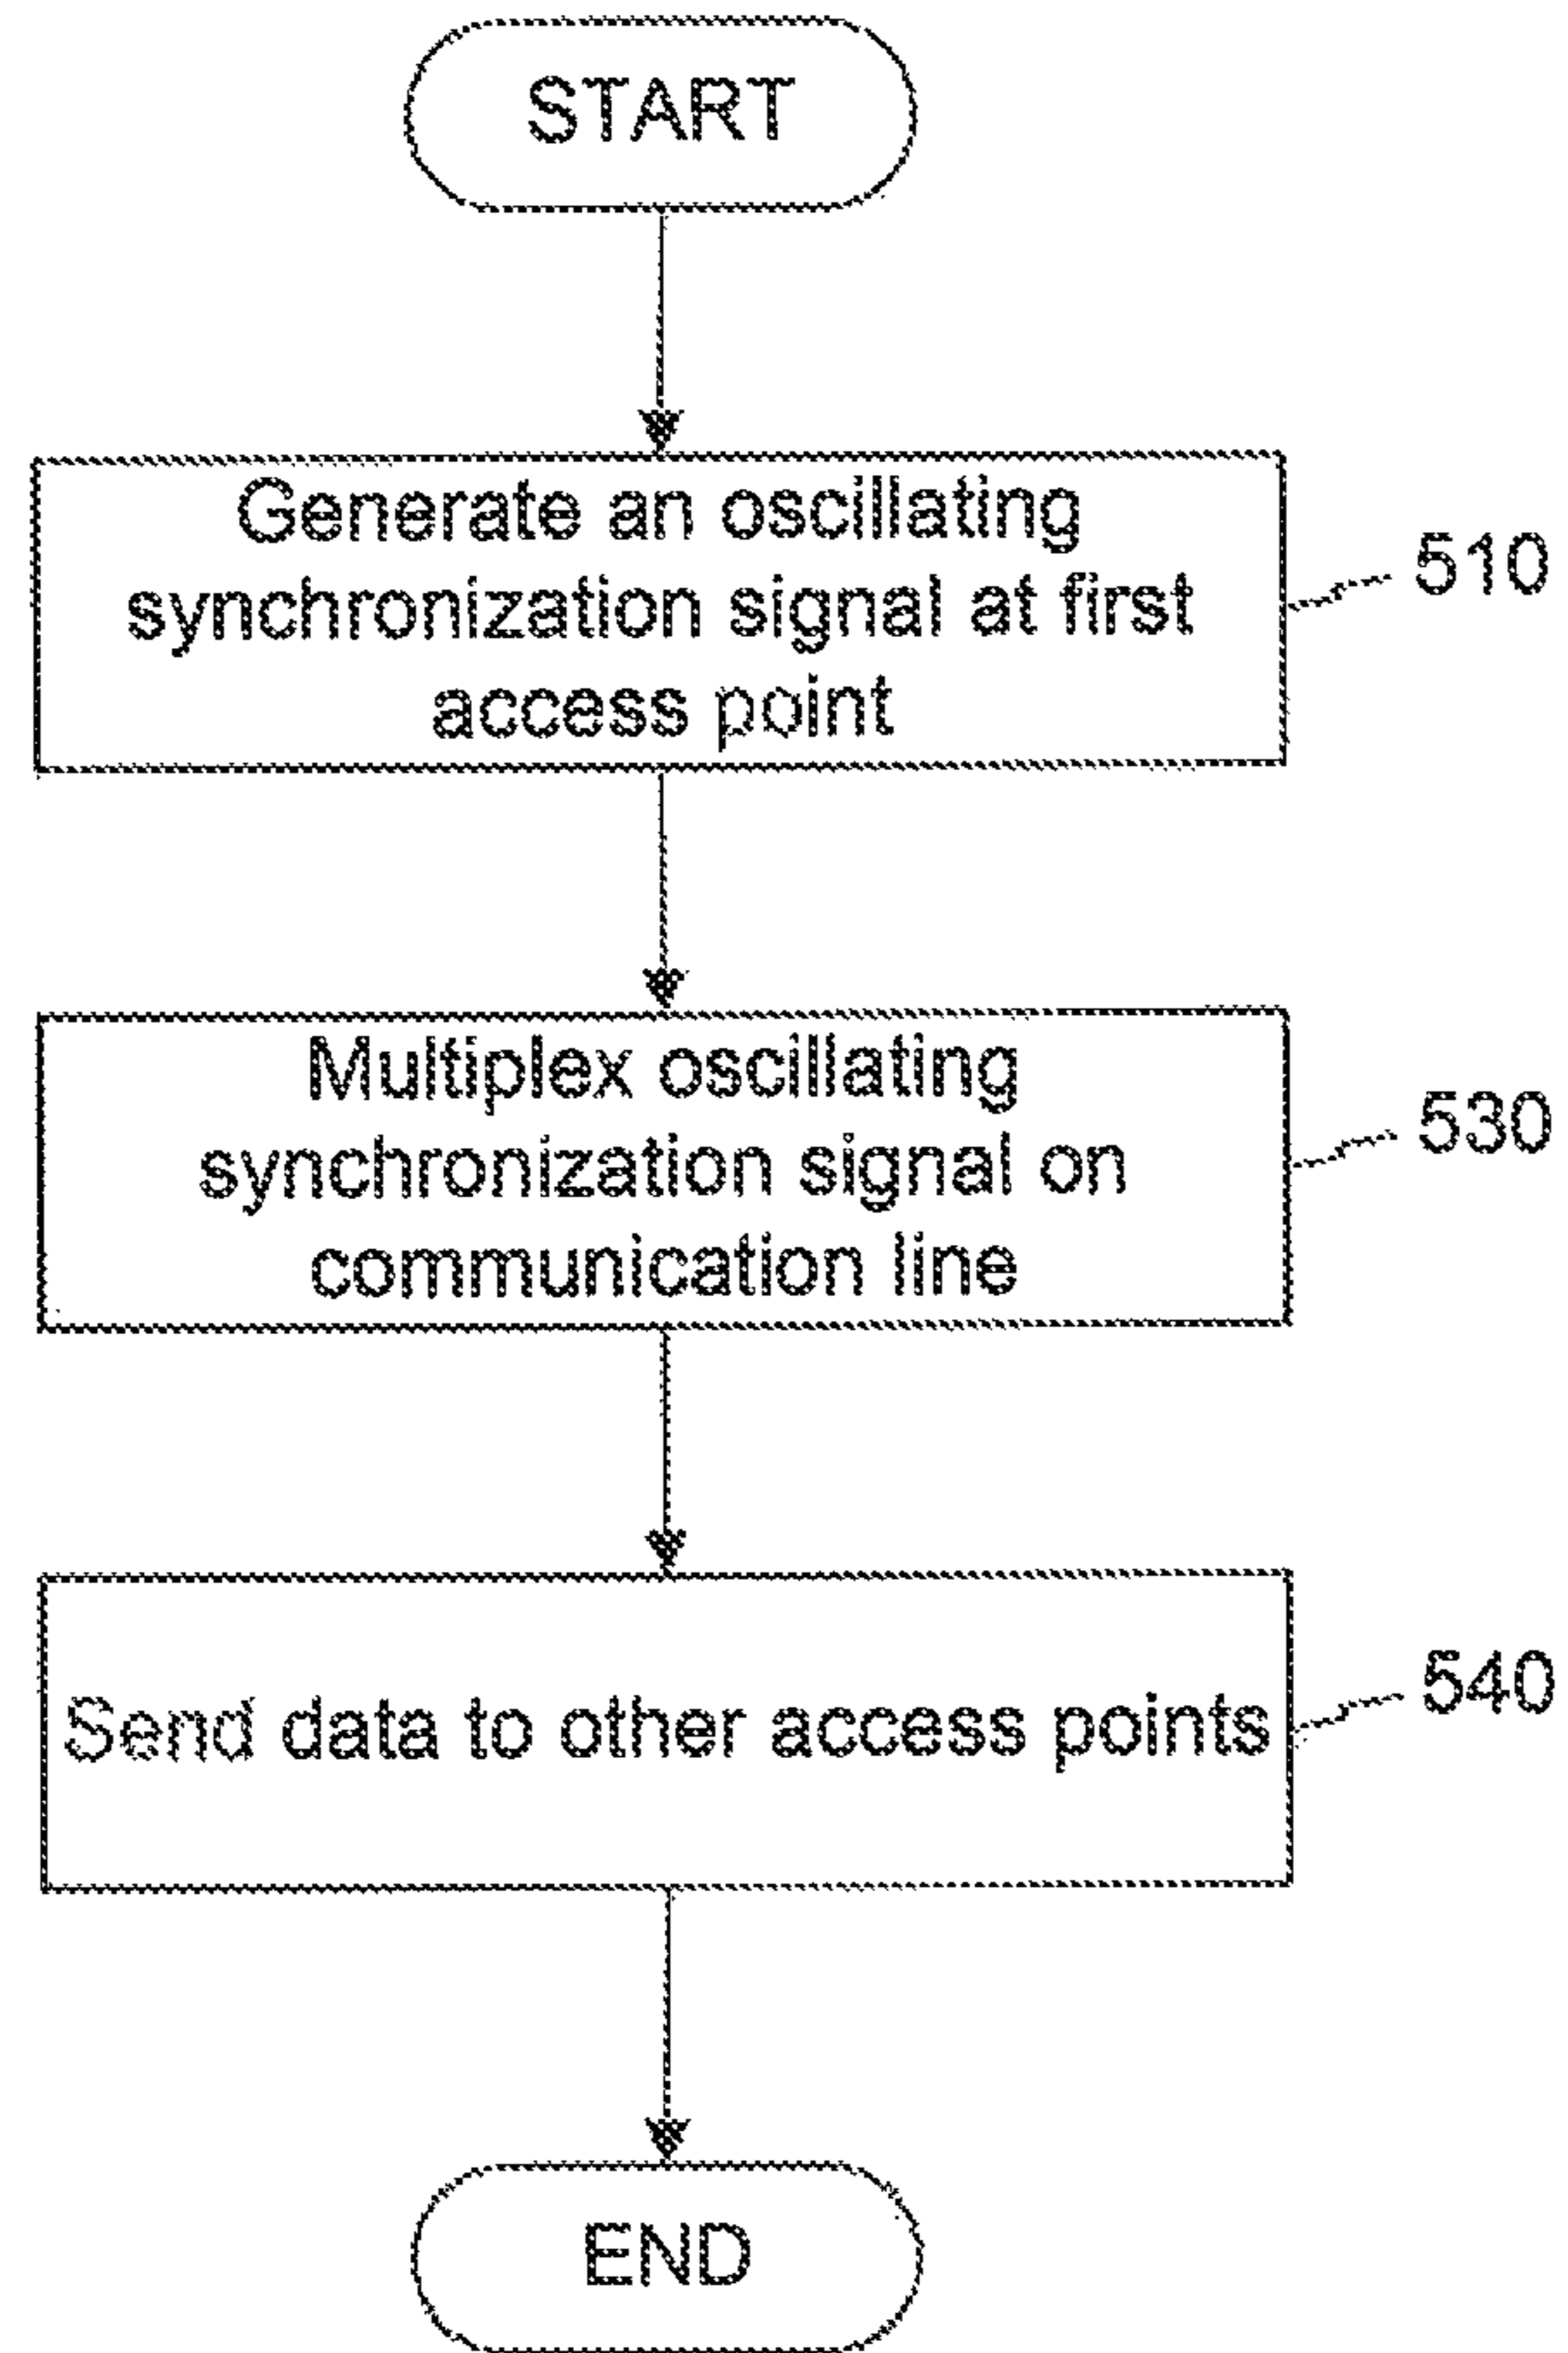 START
Generate an oscillating
synchronization signal at first
access point
510
Multiplex oscillating
synchronization signal on
communication line
530
Send data to other access points
540
END